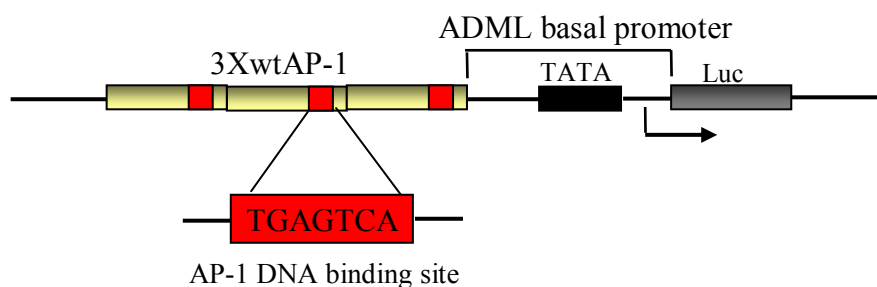 ADML basal promoter
3XwtAP-1
TATA
Luc
TGAGTCA
AP-1 DNA binding site